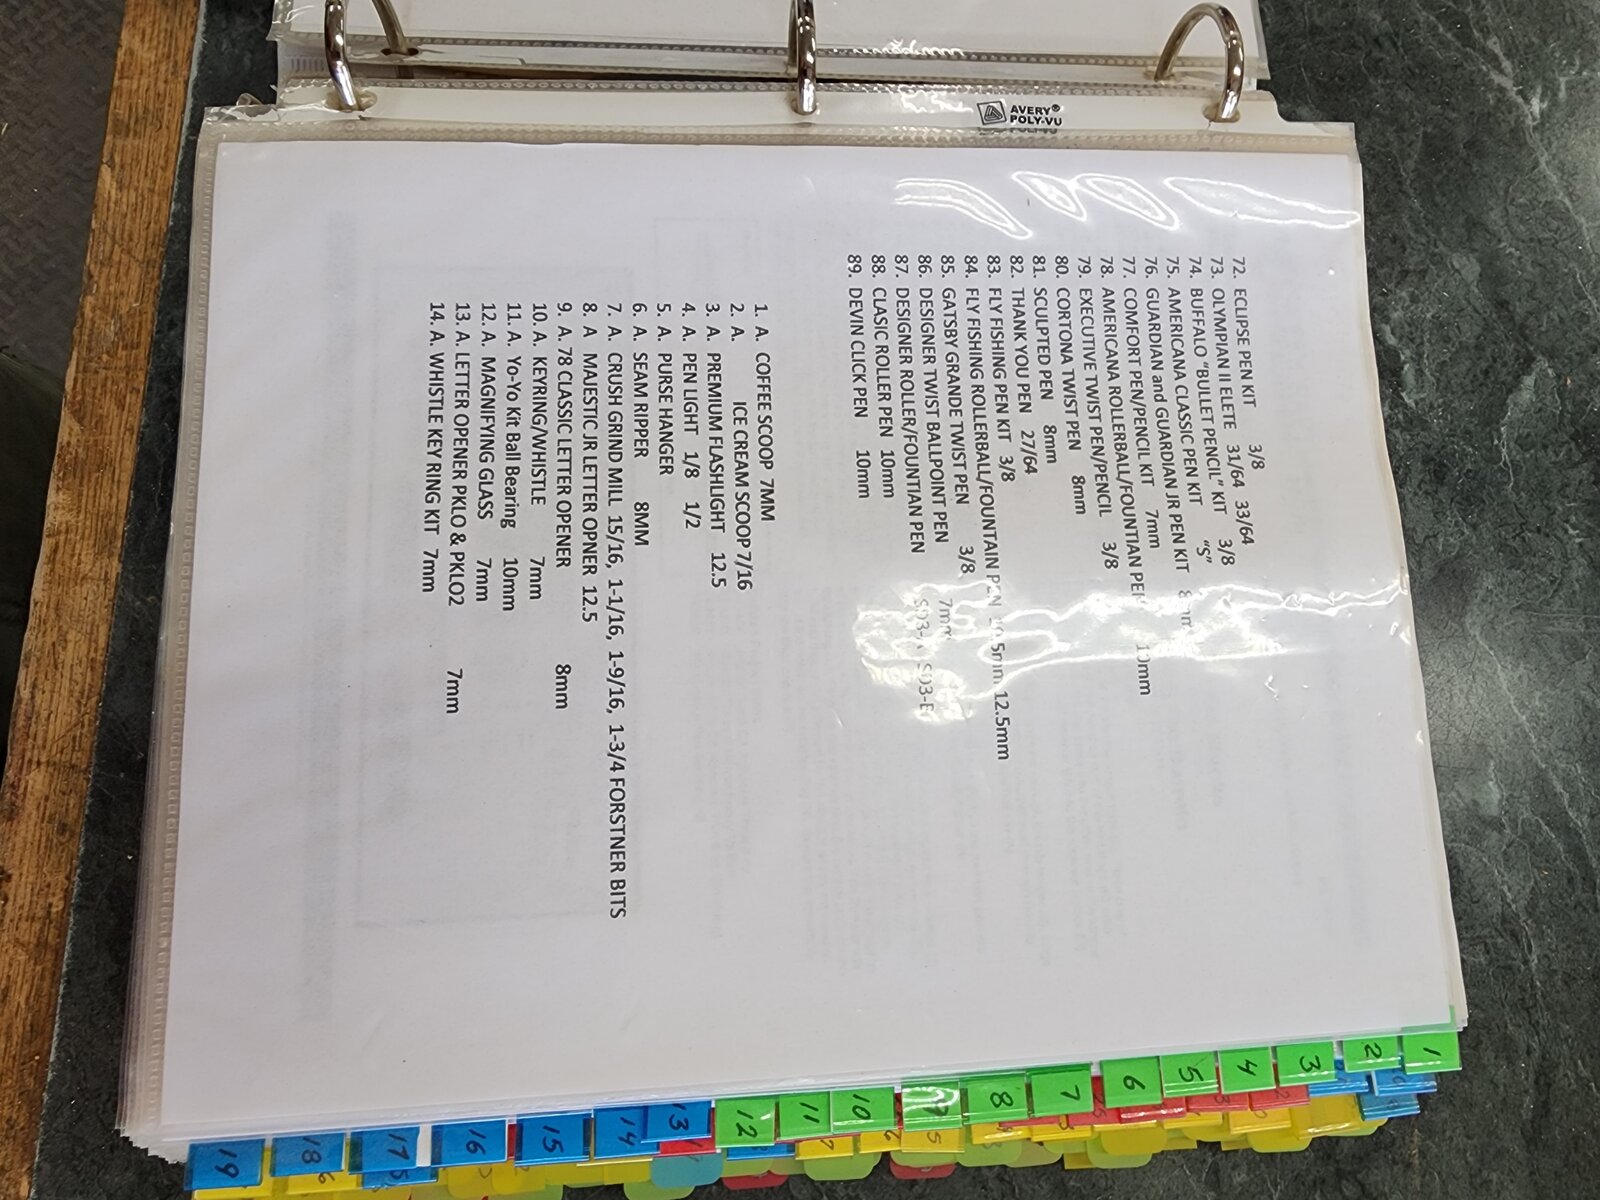 AVERY®
POLY-VU
72. ECLIPSE PEN KIT 3/8
73. OLYMPIAN II ELETE 31/64 33/64
74. BUFFALO "BULLET PENCIL" KIT 3/8
75. AMERICANA CLASSIC PEN KIT "S"
76. GUARDIAN and GUARDIAN JR PEN KIT 8mm
77. COMFORT PEN/PENCIL KIT 7mm
78. AMERICANA ROLLERBALL/FOUNTIAN PEN 10mm
79. EXECUTIVE TWIST PEN/PENCIL 3/8
80. CORTONA TWIST PEN 8mm
81. SCULPTED PEN 8mm
82. THANK YOU PEN 27/64
83. FLY FISHING PEN KIT 3/8
84. FLY FISHING ROLLERBALL/FOUNTAIN PEN 12.5mm
85. GATSBY GRANDE TWIST PEN 3/8
86. DESIGNER TWIST BALLPOINT PEN 7mm
87. DESIGNER ROLLER/FOUNTIAN PEN
88. CLASIC ROLLER PEN 10mm
89. DEVIN CLICK PEN 10mm
1. A. COFFEE SCOOP 7MM
2. A. ICE CREAM SCOOP 7/16
3. A. PREMIUM FLASHLIGHT 12.5
4. A. PEN LIGHT 1/8 1/2
5. A. PURSE HANGER
6. A. SEAM RIPPER 8MM
7. A. CRUSH GRIND MILL 15/16, 1-1/16, 1-9/16, 1-3/4 FORSTNER BITS
8. A MAJESTIC JR LETTER OPNER 12.5
9. A. 78 CLASSIC LETTER OPENER 8mm
10. A. KEYRING/WHISTLE 7mm
11. A. Yo-Yo Kit Ball Bearing 10mm
12. A. MAGNIFYING GLASS 7mm
13. A. LETTER OPENER PKLO & PKLO2 7mm
14. A. WHISTLE KEY RING KIT 7mm
1
2
3
4
5
6
7
8
10
11
12
13
14
15
16
17
18
19